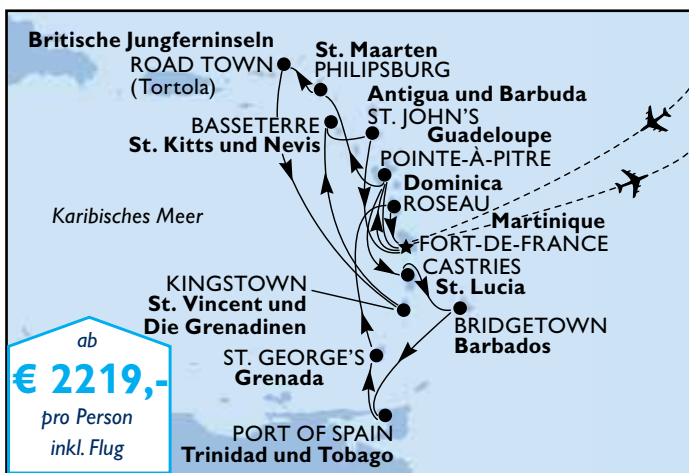 Britische Jungferninseln
ROAD TOWN
(Tortola)
St. Maarten
PHILIPSBURG
Antigua und Barbuda
ST. JOHN'S
BASSETERRE
St. Kitts und Nevis
Guadeloupe
POINTE-À-PITRE
Dominica
ROSEAU
Karibisches Meer
Martinique
FORT-DE-FRANCE
CASTRIES
St. Lucia
KINGSTOWN
St. Vincent und
Die Grenadinen
BRIDGETOWN
Barbados
ST. GEORGE'S
Grenada
PORT OF SPAIN
Trinidad und Tobago
ab
€ 2219,-
pro Person
inkl. Flug